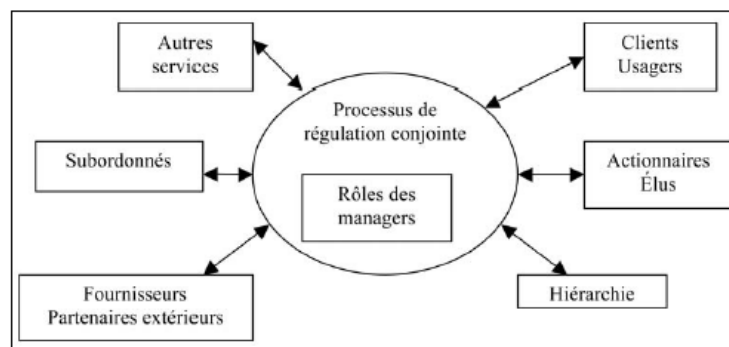 Autres
services
Clients
Usagers
Processus de
régulation conjointe
Subordonnés
Actionnaires
Élus
Rôles des
managers
Fournisseurs
Partenaires extérieurs
Hiérarchie